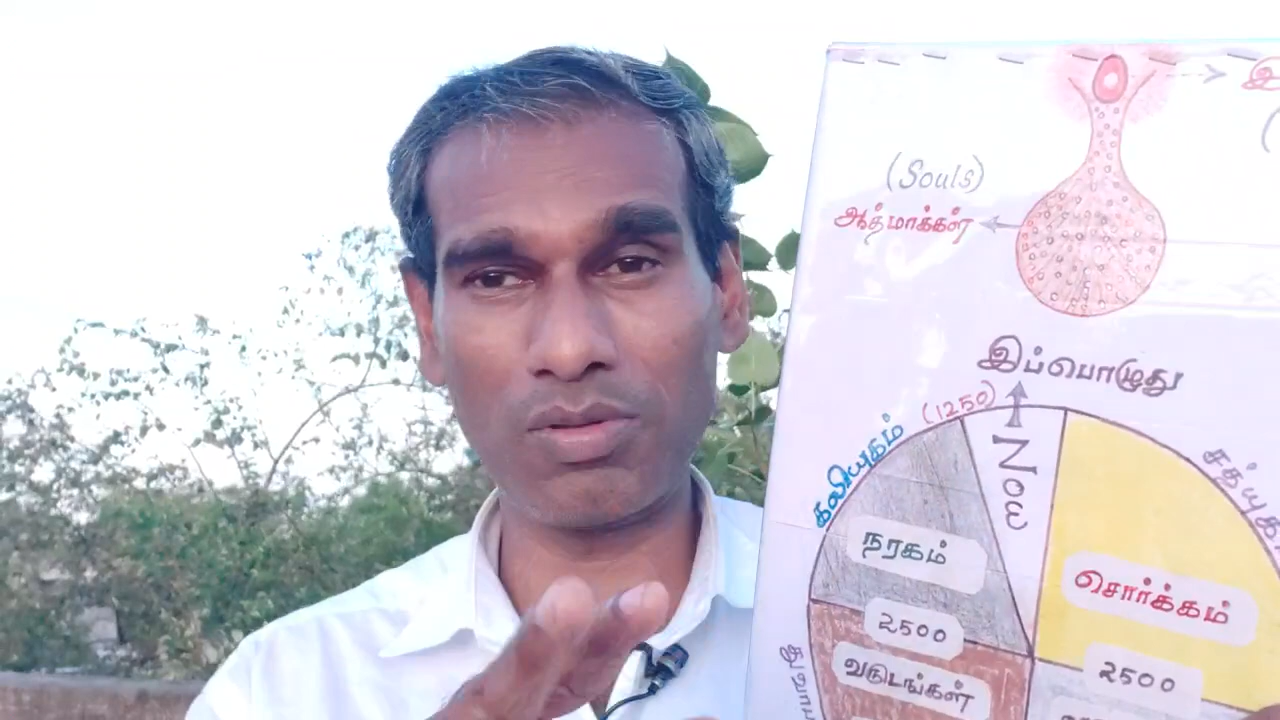 (Souls)
ஆத்மாக்கள்
இப்பொழுது
(1250)
Now
கலியுகம்
நரகம்
சொர்க்கம்
2500
2500
வருடங்கள்